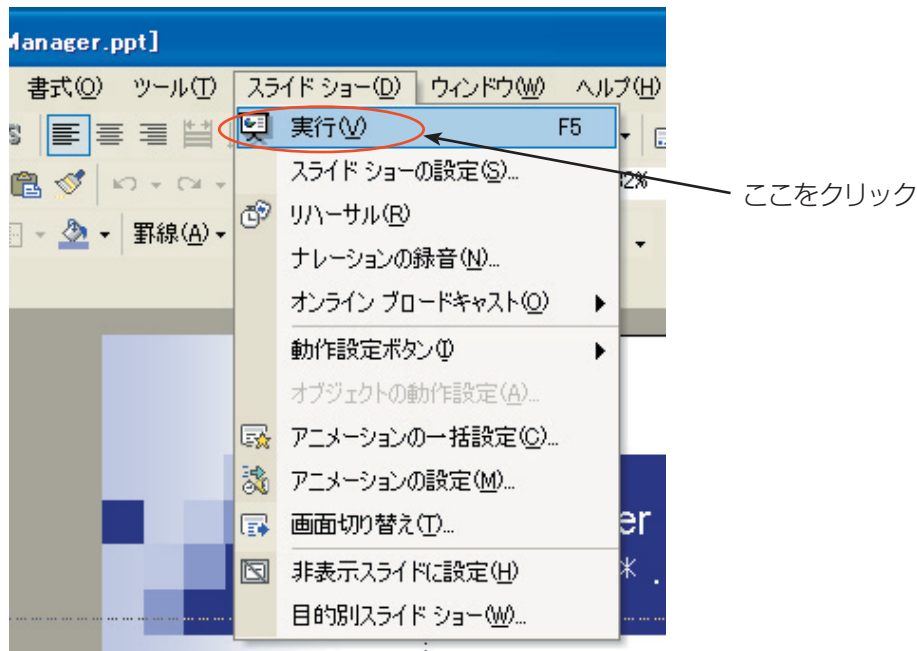 Manager.ppt]
書式(O) ツール(T) スライド ショー(D) ウィンドウ(W) ヘルプ(H)
実行(V) F5
スライド ショーの設定(S)...
2%
ここをクリック
リハーサル(R)
罫線(A)
ナレーションの録音(N)...
オンライン ブロードキャスト(O)
動作設定ボタン(I)
オブジェクトの動作設定(A)...
アニメーションの一括設定(C)...
アニメーションの設定(M)...
画面切り替え(T)...
er
非表示スライドに設定(H)
* .
目的別スライド ショー(W)...